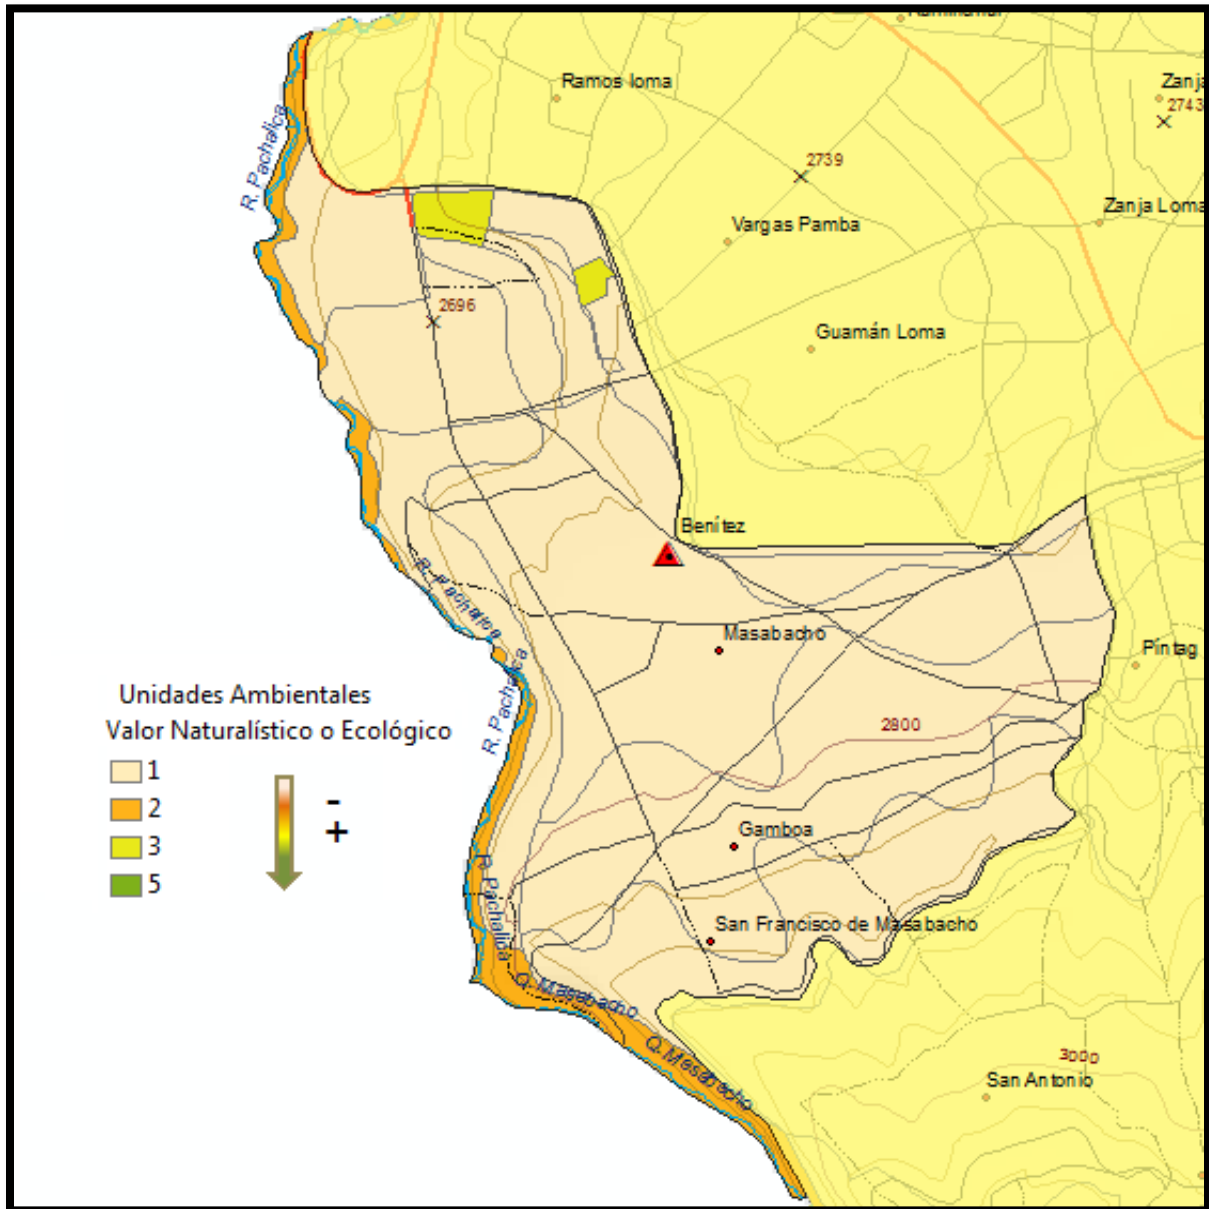 Ramos loma
Zanja
2743
R. Pachalica
2739
Zanja Loma
Vargas Pamba
2696
Guamán Loma
Benítez
R. Pachalica
Masabacho
Píntag
R. Pachalica
Unidades Ambientales
Valor Naturalístico o Ecológico
2800
1
2
3
5
-
+
Gamboa
R. Pachalica
San Francisco de Masabacho
Q. Masabacho
Q. Masabacho
3000
San Antonio